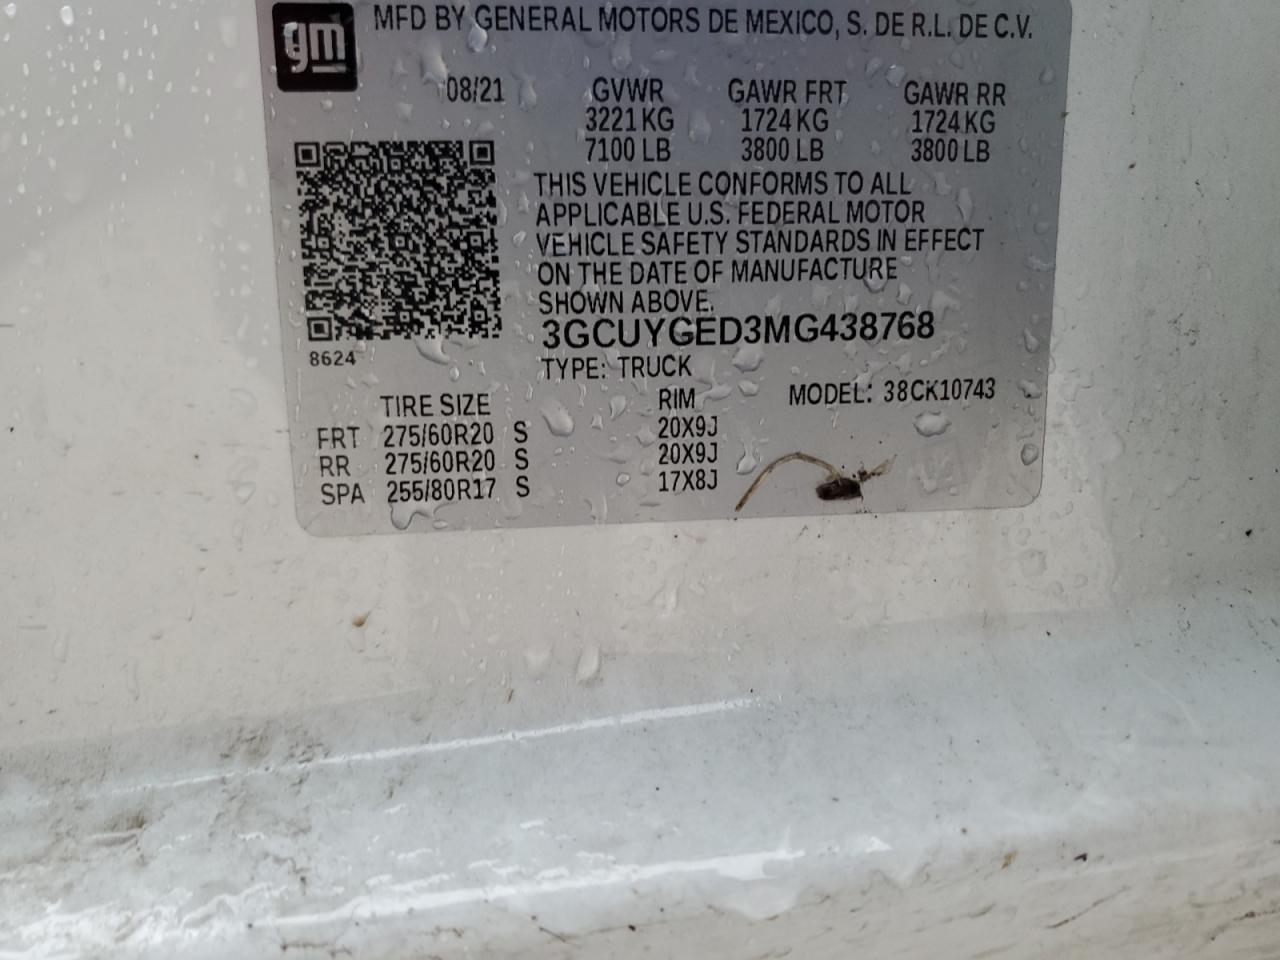 gm
MFD BY GENERAL MOTORS DE MEXICO, S. DE R.L. DE C.V.
08/21 GVWR GAWR FRT GAWR RR
3221 KG 1724 KG 1724 KG
7100 LB 3800 LB 3800 LB
THIS VEHICLE CONFORMS TO ALL
APPLICABLE U.S. FEDERAL MOTOR
VEHICLE SAFETY STANDARDS IN EFFECT
ON THE DATE OF MANUFACTURE
SHOWN ABOVE.
3GCUYGED3MG438768
8624
TYPE: TRUCK
MODEL: 38CK10743
TIRE SIZE RIM
FRT 275/60R20 S 20X9J
RR 275/60R20 S 20X9J
SPA 255/80R17 S 17X8J